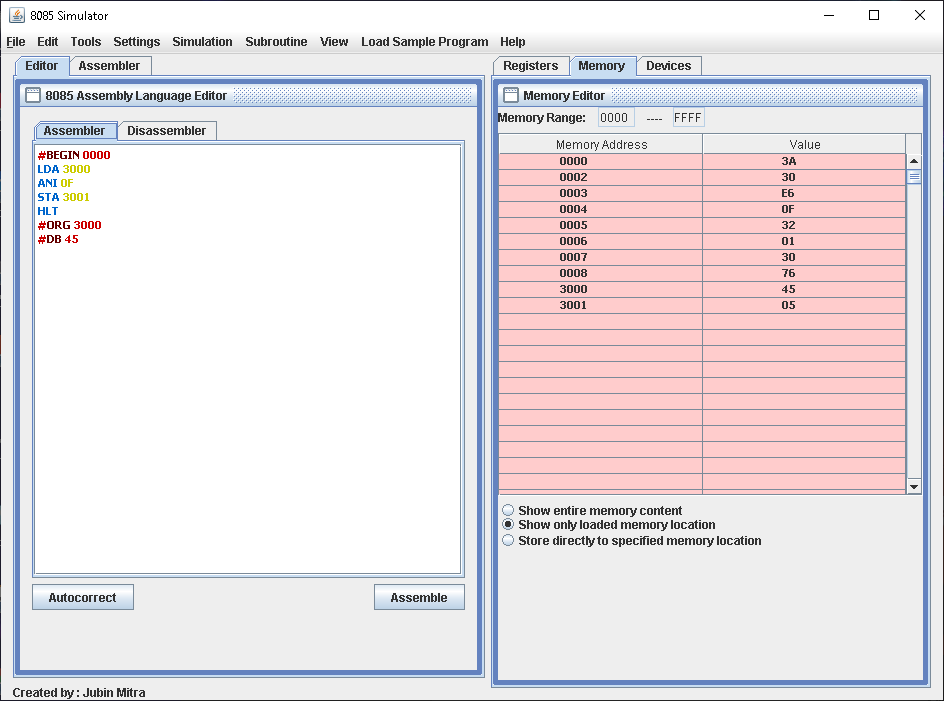 8085 Simulator
File Edit Tools Settings Simulation Subroutine View Load Sample Program Help
Editor Assembler
8085 Assembly Language Editor
Assembler Disassembler
#BEGIN 0000
LDA 3000
ANI 0F
STA 3001
HLT
#ORG 3000
#DB 45
Autocorrect Assemble
Registers Memory Devices
Memory Editor
Memory Range: 0000 ---- FFFF
Memory Address Value
0000 3A
0002 30
0003 E6
0004 0F
0005 32
0006 01
0007 30
0008 76
3000 45
3001 05
Show entire memory content
Show only loaded memory location
Store directly to specified memory location
Created by : Jubin Mitra